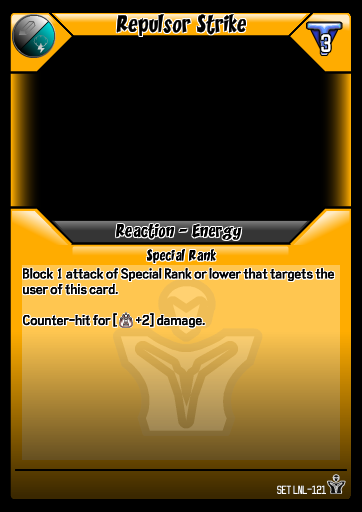 Repulsor Strike
3
Reaction - Energy
Special Rank
Block 1 attack of Special Rank or lower that targets the
user of this card.
Counter-hit for [ +2] damage.
SET LNL-121